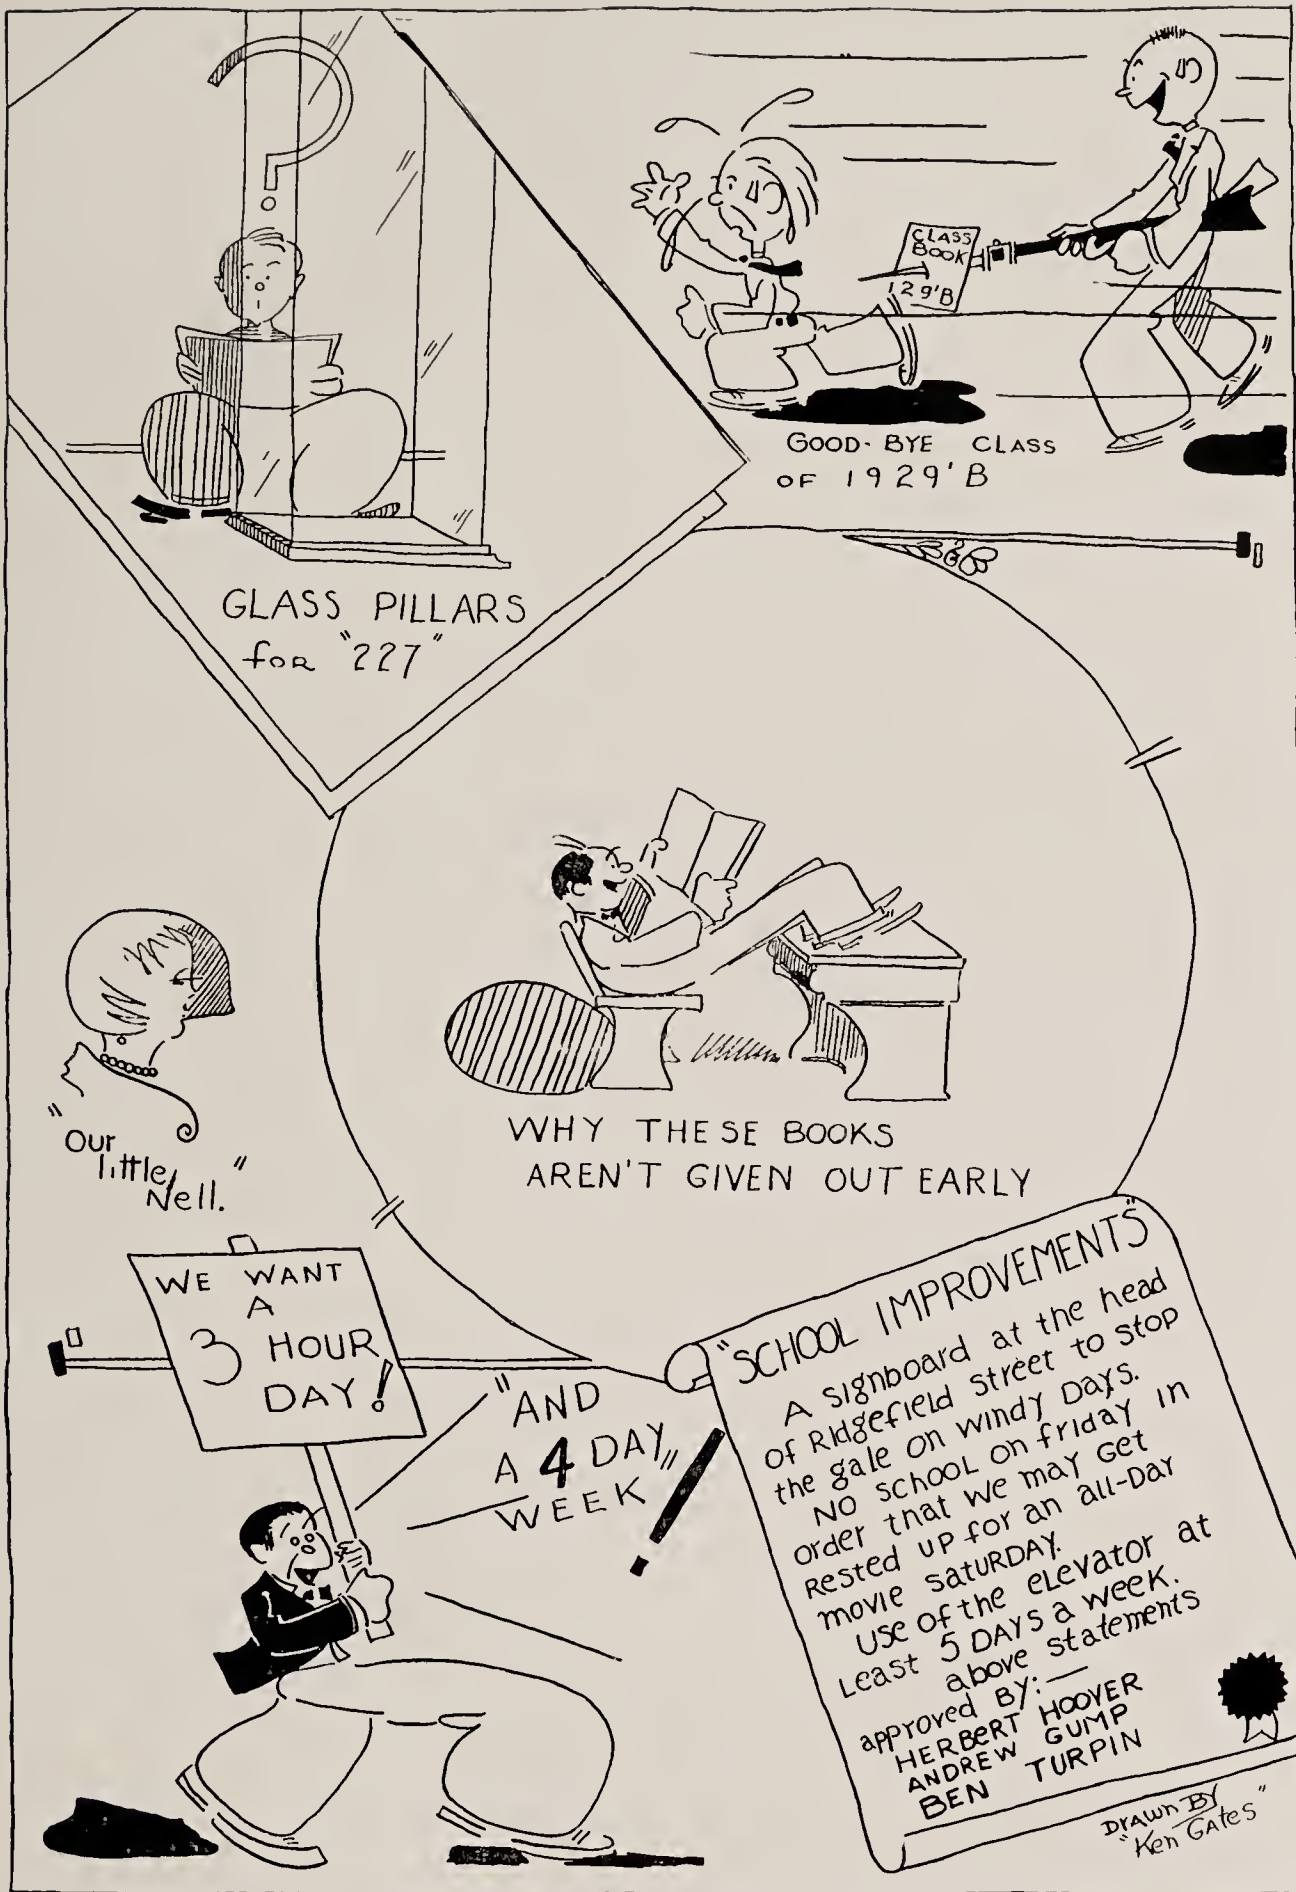 GLASS PILLARS
for "227"
CLASS
BOOK
129'B
GOOD-BYE CLASS
OF 1929'B
WHY THESE BOOKS
AREN'T GIVEN OUT EARLY
"Our
little
Nell."
WE WANT
A
3 HOUR
DAY!
"AND
A 4 DAY
WEEK"!
"SCHOOL IMPROVEMENTS"
A signboard at the head
of Ridgefield Street to stop
the gale on windy Days.
No school on friday in
order that we may get
Rested up for an all-Day
movie saturday.
Use of the elevator at
Least 5 Days a week.
above statements
approved By:—
HERBERT HOOVER
ANDREW GUMP
BEN TURPIN
Drawn By
"Ken Gates"